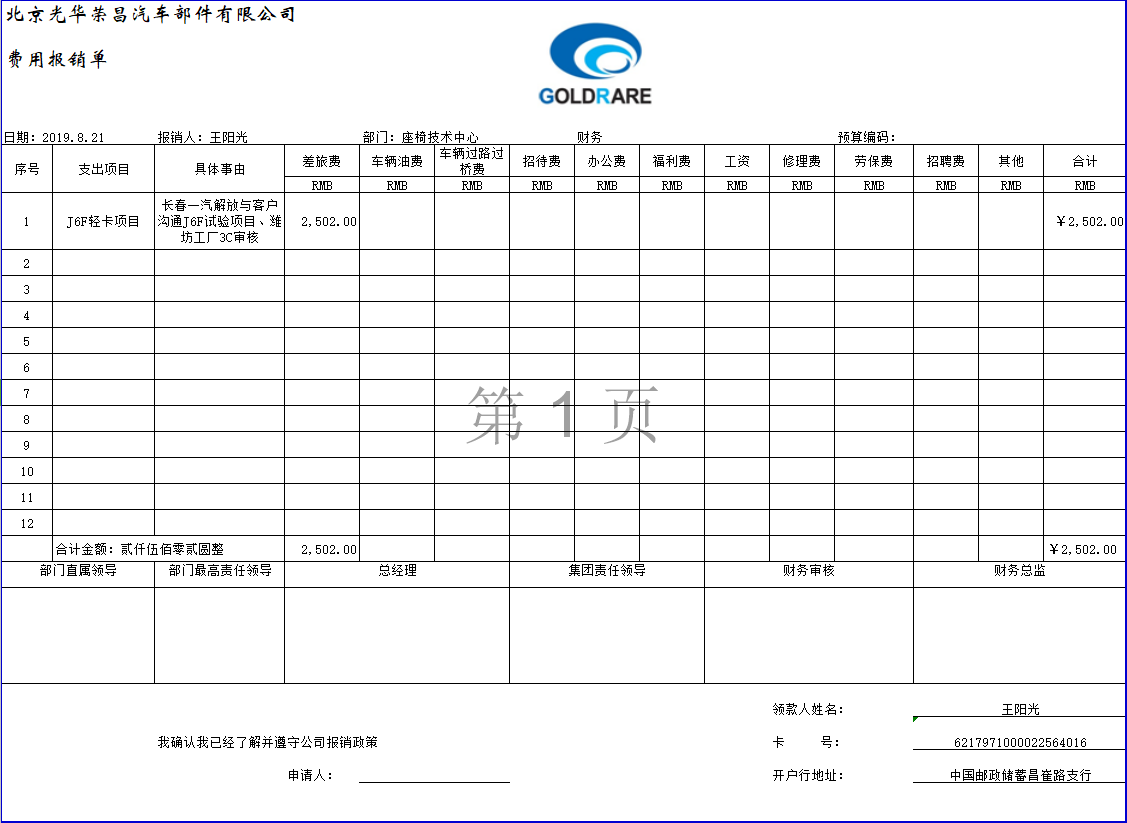 北京光华荣昌汽车部件有限公司
费用报销单
GOLDRARE
日期: 2019.8.21 报销人: 王阳光 部门: 座椅技术中心 财务 预算编码:
序号 支出项目 具体事由 差旅费 车辆油费 车辆过路过桥费 招待费 办公费 福利费 工资 修理费 劳保费 招聘费 其他 合计
RMB RMB RMB RMB RMB RMB RMB RMB RMB RMB RMB RMB
1 J6F轻卡项目 长春一汽解放与客户沟通J6F试验项目、潍坊工厂3C审核 2,502.00 ¥2,502.00
2
3
4
5
6
7
8
9
10
11
12
第 1 页
合计金额: 贰仟伍佰零贰圆整 2,502.00 ¥2,502.00
部门直属领导 部门最高责任领导 总经理 集团责任领导 财务审核 财务总监
领款人姓名: 王阳光
我确认我已经了解并遵守公司报销政策 卡 号: 6217971000022564016
申请人: 开户行地址: 中国邮政储蓄昌崔路支行